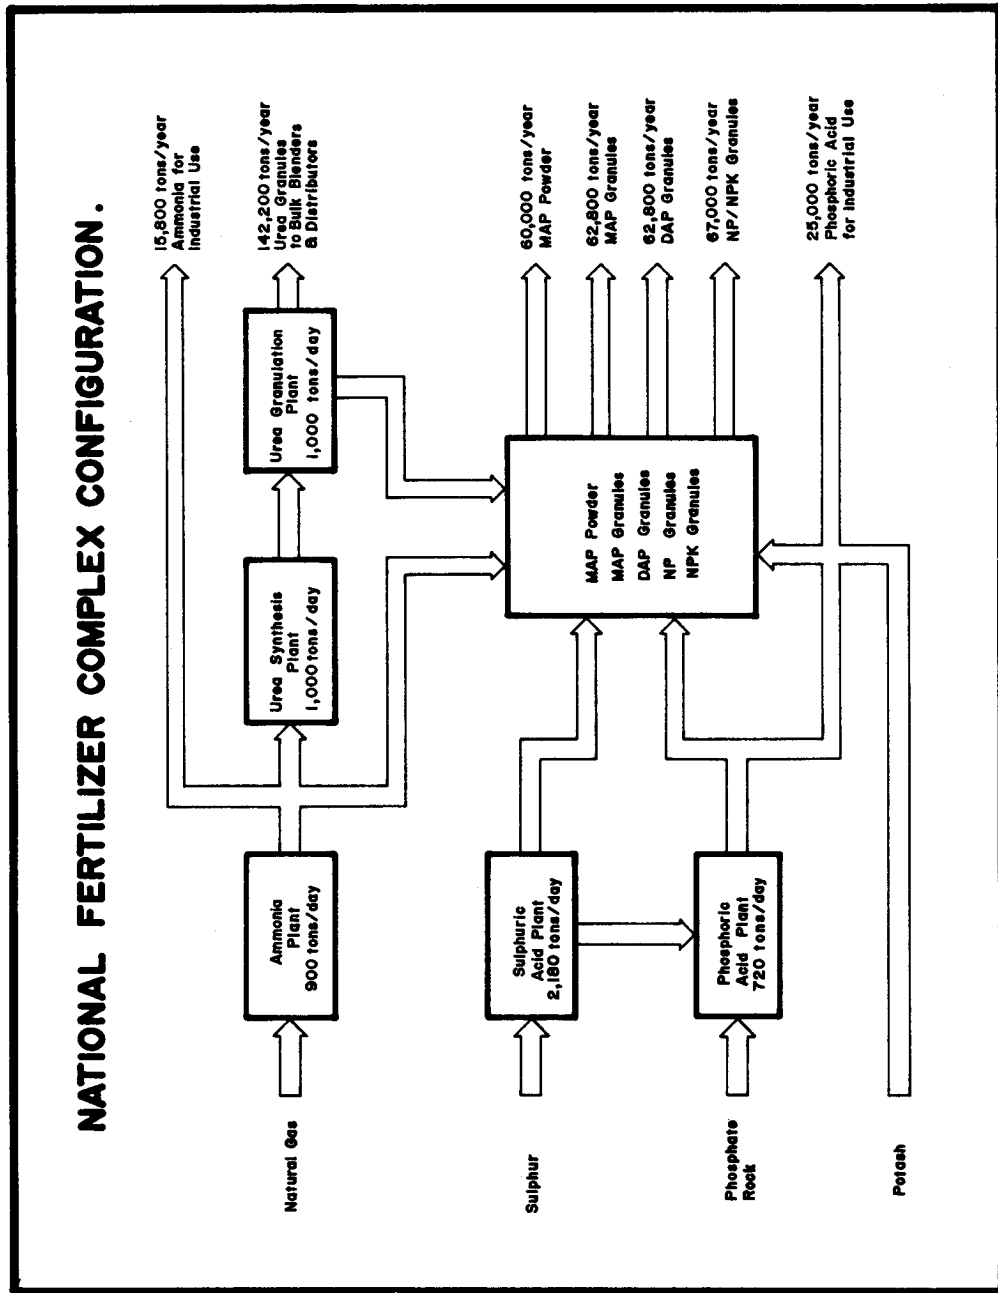 NATIONAL FERTILIZER COMPLEX CONFIGURATION.
Natural Gas
Ammonia
Plant
900 tons/day
Urea Synthesis
Plant
1,000 tons/day
Urea Granulation
Plant
1,000 tons/day
15,800 tons/year
Ammonia for
Industrial Use
142,200 tons/year
Urea Granules
to Bulk Blenders
& Distributors
Sulphur
Sulphuric
Acid Plant
2,180 tons/day
Phosphate
Rock
Phosphoric
Acid Plant
720 tons/day
Potash
MAP Powder
MAP Granules
DAP Granules
NP Granules
NPK Granules
60,000 tons/year
MAP Powder
62,800 tons/year
MAP Granules
62,800 tons/year
DAP Granules
67,000 tons/year
NP/NPK Granules
25,000 tons/year
Phosphoric Acid
for Industrial Use